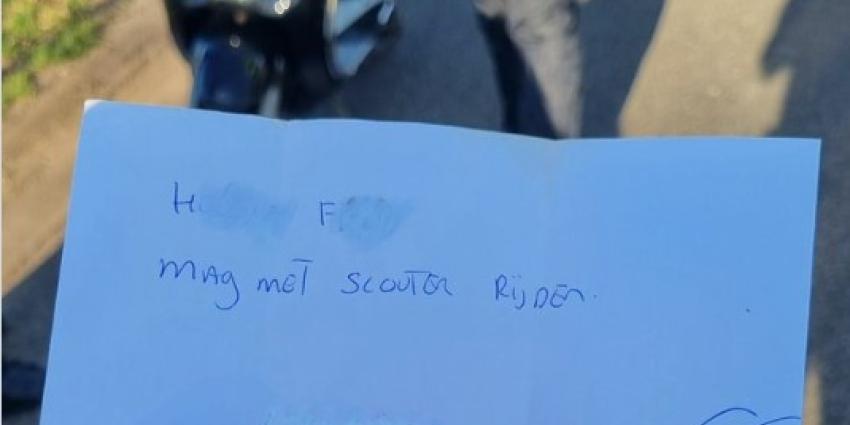 H F
MAg MET SCOUTER RIJDEN.